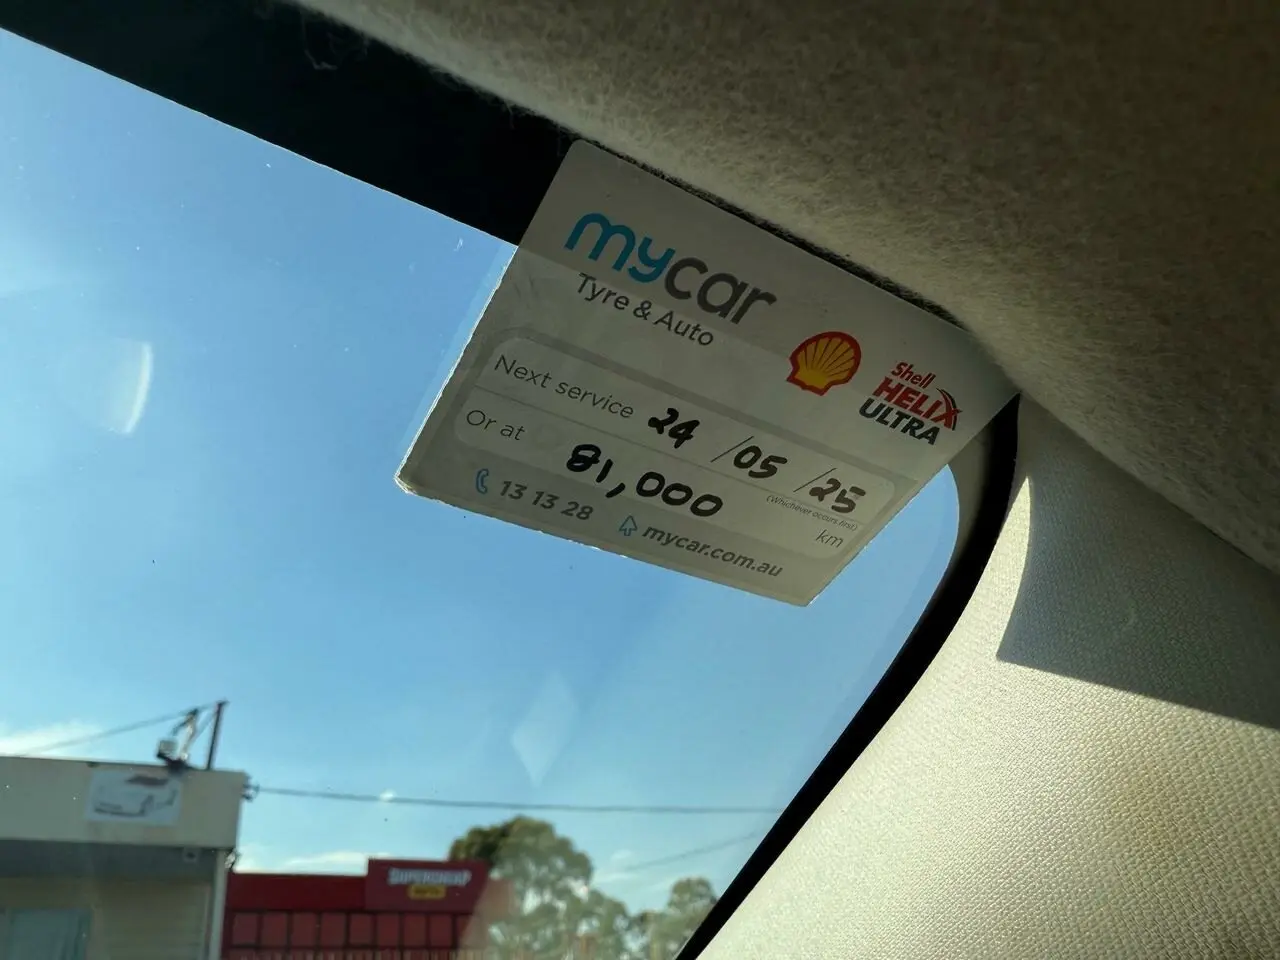 mycar
Tyre & Auto
Shell
HELIX
ULTRA
Next service 24 /05 /25
(Whichever occurs first)
Or at 81,000 km
13 13 28 mycar.com.au
SUPERCHEAP
AUTO